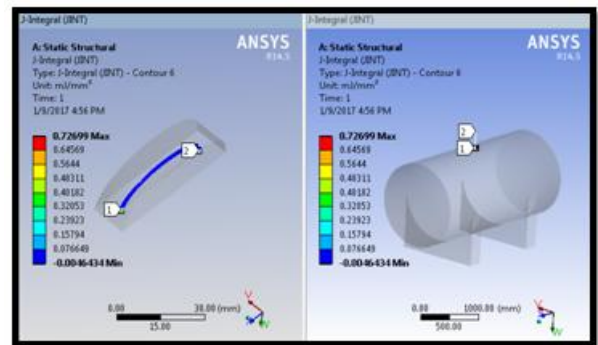 J-Integral (JINT)
ANSYS
R14.5
A: Static Structural
J-Integral (JINT)
Type: J-Integral (JINT) - Contour 6
Unit: mJ/mm²
Time: 1
1/9/2017 4:56 PM
0.72699 Max
0.64569
0.5644
0.48311
0.40182
0.32053
0.23923
0.15794
0.076649
-0.0046434 Min
2
1
0.00
30.00 (mm)
15.00
J-Integral (JINT)
ANSYS
R14.5
A: Static Structural
J-Integral (JINT)
Type: J-Integral (JINT) - Contour 6
Unit: mJ/mm²
Time: 1
1/9/2017 4:56 PM
0.72699 Max
0.64569
0.5644
0.48311
0.40182
0.32053
0.23923
0.15794
0.076649
-0.0046434 Min
2
1
0.00
1000.00 (mm)
500.00